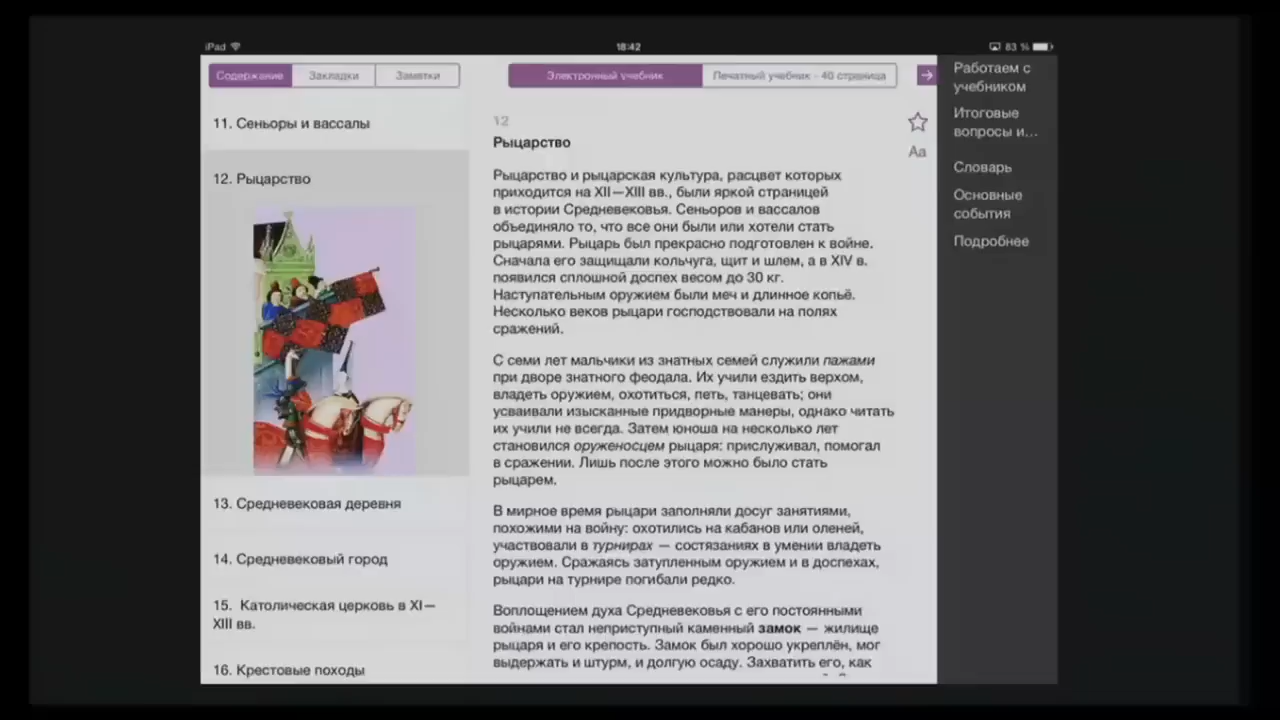 iPad
18:42
83 %
Содержание
Закладки
Заметки
Электронный учебник
Печатный учебник - 40 страница
11. Сеньоры и вассалы
12. Рыцарство
13. Средневековая деревня
14. Средневековый город
15. Католическая церковь в XI—
XIII вв.
16. Крестовые походы
12
Рыцарство
Aa
Рыцарство и рыцарская культура, расцвет которых
приходится на XII—XIII вв., были яркой страницей
в истории Средневековья. Сеньоров и вассалов
объединяло то, что все они были или хотели стать
рыцарями. Рыцарь был прекрасно подготовлен к войне.
Сначала его защищали кольчуга, щит и шлем, а в XIV в.
появился сплошной доспех весом до 30 кг.
Наступательным оружием были меч и длинное копьё.
Несколько веков рыцари господствовали на полях
сражений.
С семи лет мальчики из знатных семей служили пажами
при дворе знатного феодала. Их учили ездить верхом,
владеть оружием, охотиться, петь, танцевать; они
усваивали изысканные придворные манеры, однако читать
их учили не всегда. Затем юноша на несколько лет
становился оруженосцем рыцаря: прислуживал, помогал
в сражении. Лишь после этого можно было стать
рыцарем.
В мирное время рыцари заполняли досуг занятиями,
похожими на войну: охотились на кабанов или оленей,
участвовали в турнирах — состязаниях в умении владеть
оружием. Сражаясь затупленным оружием и в доспехах,
рыцари на турнире погибали редко.
Воплощением духа Средневековья с его постоянными
войнами стал неприступный каменный замок — жилище
рыцаря и его крепость. Замок был хорошо укреплён, мог
выдержать и штурм, и долгую осаду. Захватить его, как
Работаем с
учебником
Итоговые
вопросы и...
Словарь
Основные
события
Подробнее